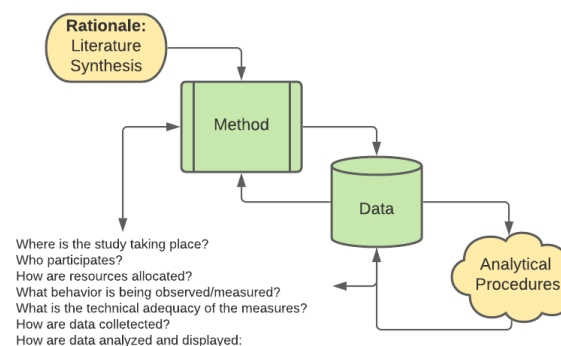 Rationale:
Literature
Synthesis
Method
Data
Analytical
Procedures
Where is the study taking place?
Who participates?
How are resources allocated?
What behavior is being observed/measured?
What is the technical adequacy of the measures?
How are data colletected?
How are data analyzed and displayed: